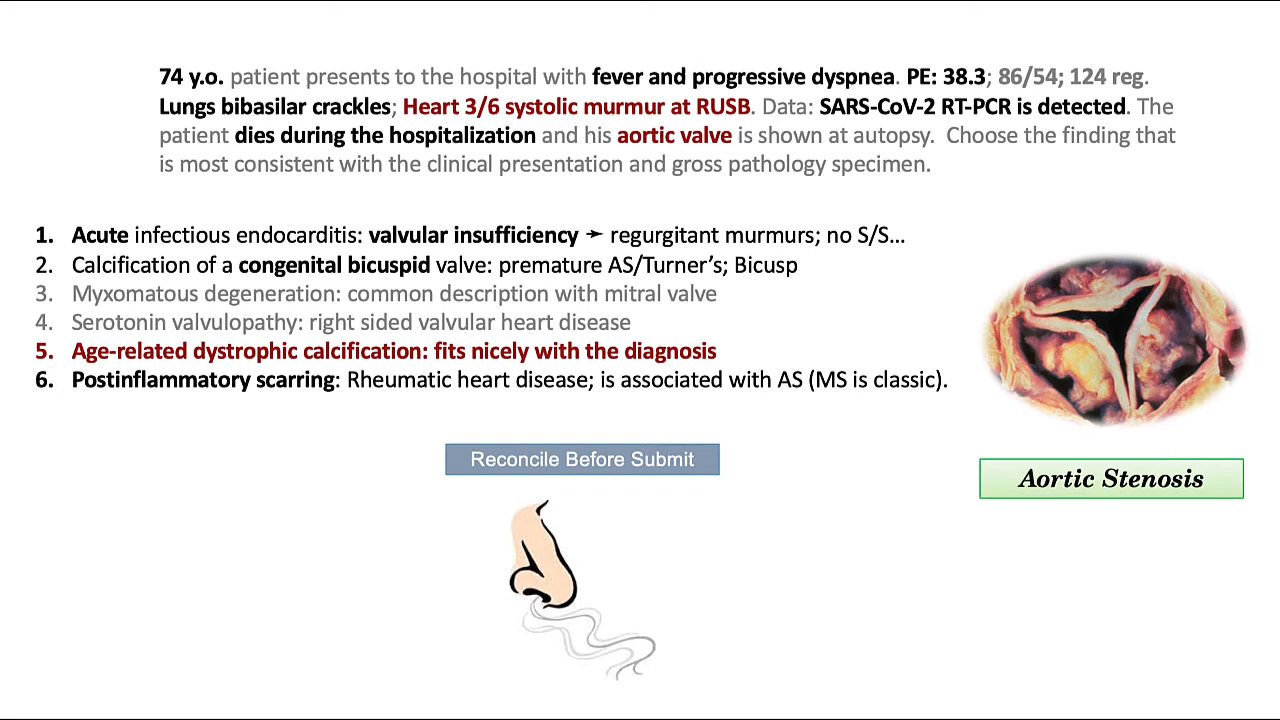 74 y.o. patient presents to the hospital with fever and progressive dyspnea. PE: 38.3; 86/54; 124 reg.
Lungs bibasilar crackles; Heart 3/6 systolic murmur at RUSB. Data: SARS-CoV-2 RT-PCR is detected. The
patient dies during the hospitalization and his aortic valve is shown at autopsy. Choose the finding that
is most consistent with the clinical presentation and gross pathology specimen.
1. Acute infectious endocarditis: valvular insufficiency ➛ regurgitant murmurs; no S/S...
2. Calcification of a congenital bicuspid valve: premature AS/Turner's; Bicusp
3. Myxomatous degeneration: common description with mitral valve
4. Serotonin valvulopathy: right sided valvular heart disease
5. Age-related dystrophic calcification: fits nicely with the diagnosis
6. Postinflammatory scarring: Rheumatic heart disease; is associated with AS (MS is classic).
Reconcile Before Submit
Aortic Stenosis